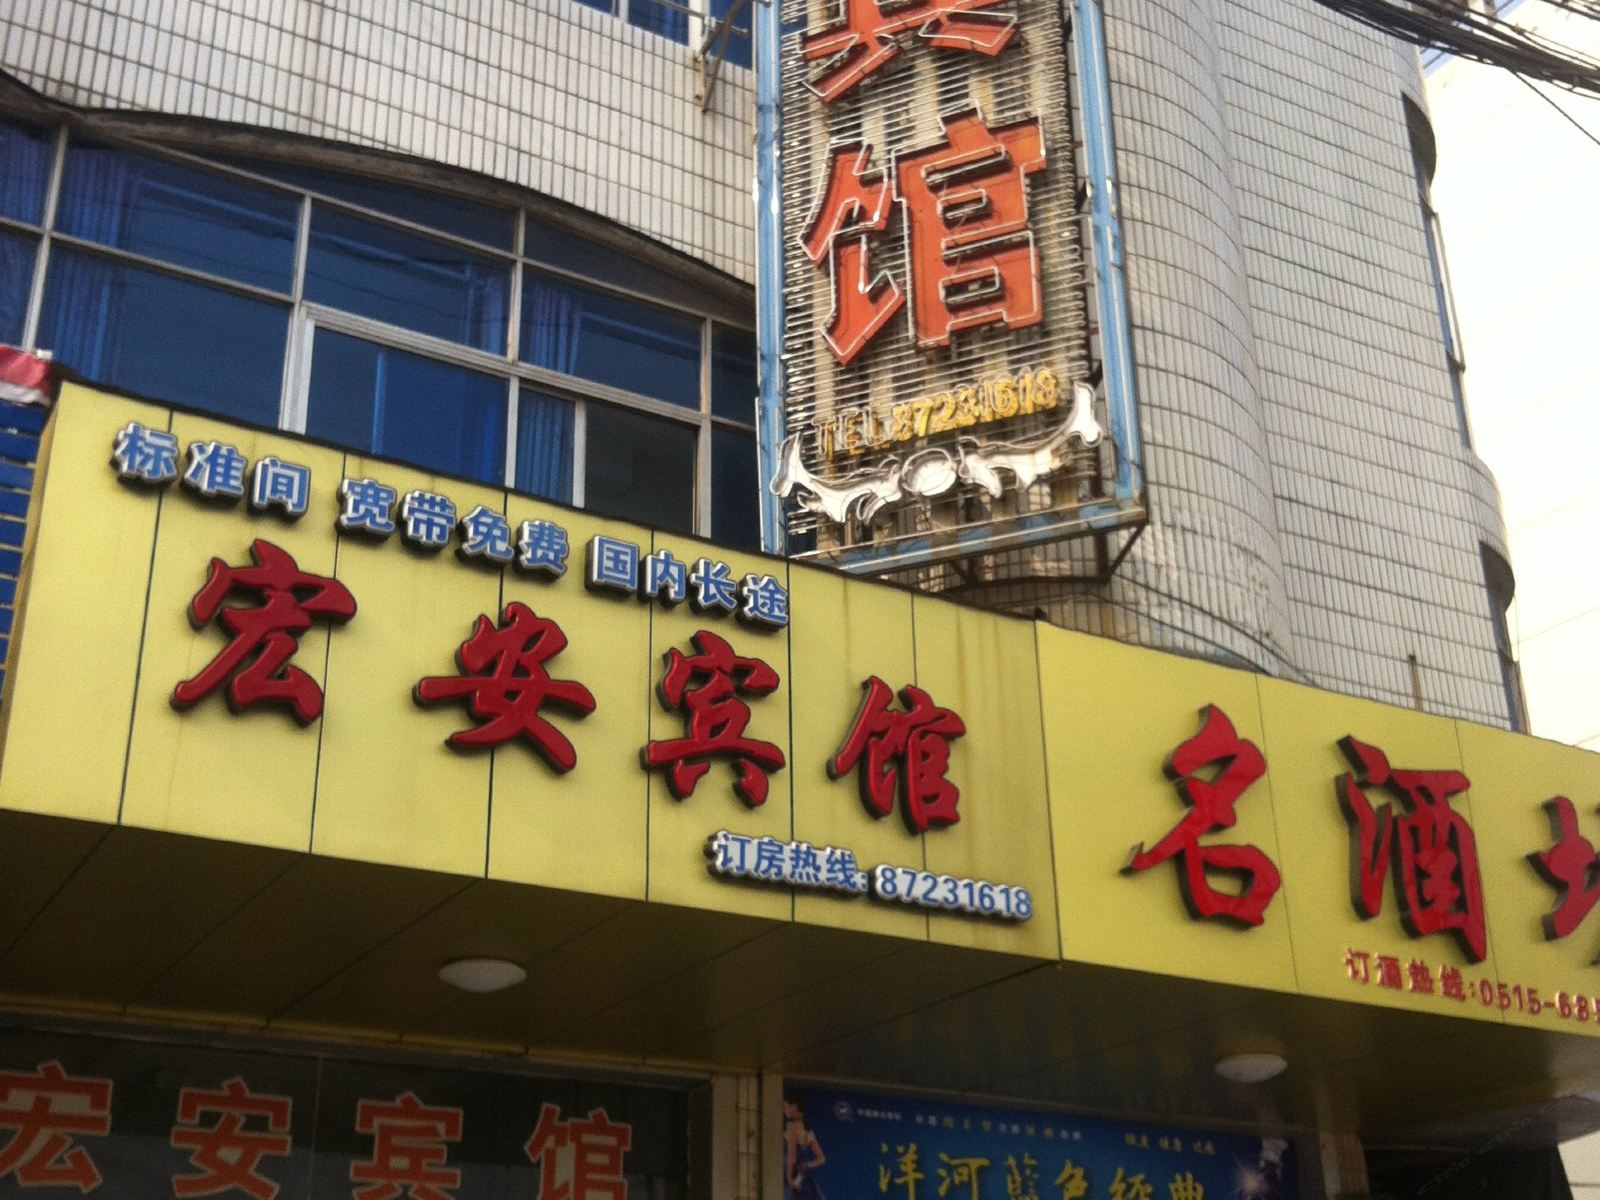 宾馆
TEL.87231618
标准间 宽带免费 国内长途
宏安宾馆
订房热线:87231618
名酒
订酒热线:0515-68
宏安宾馆
洋河蓝色经典